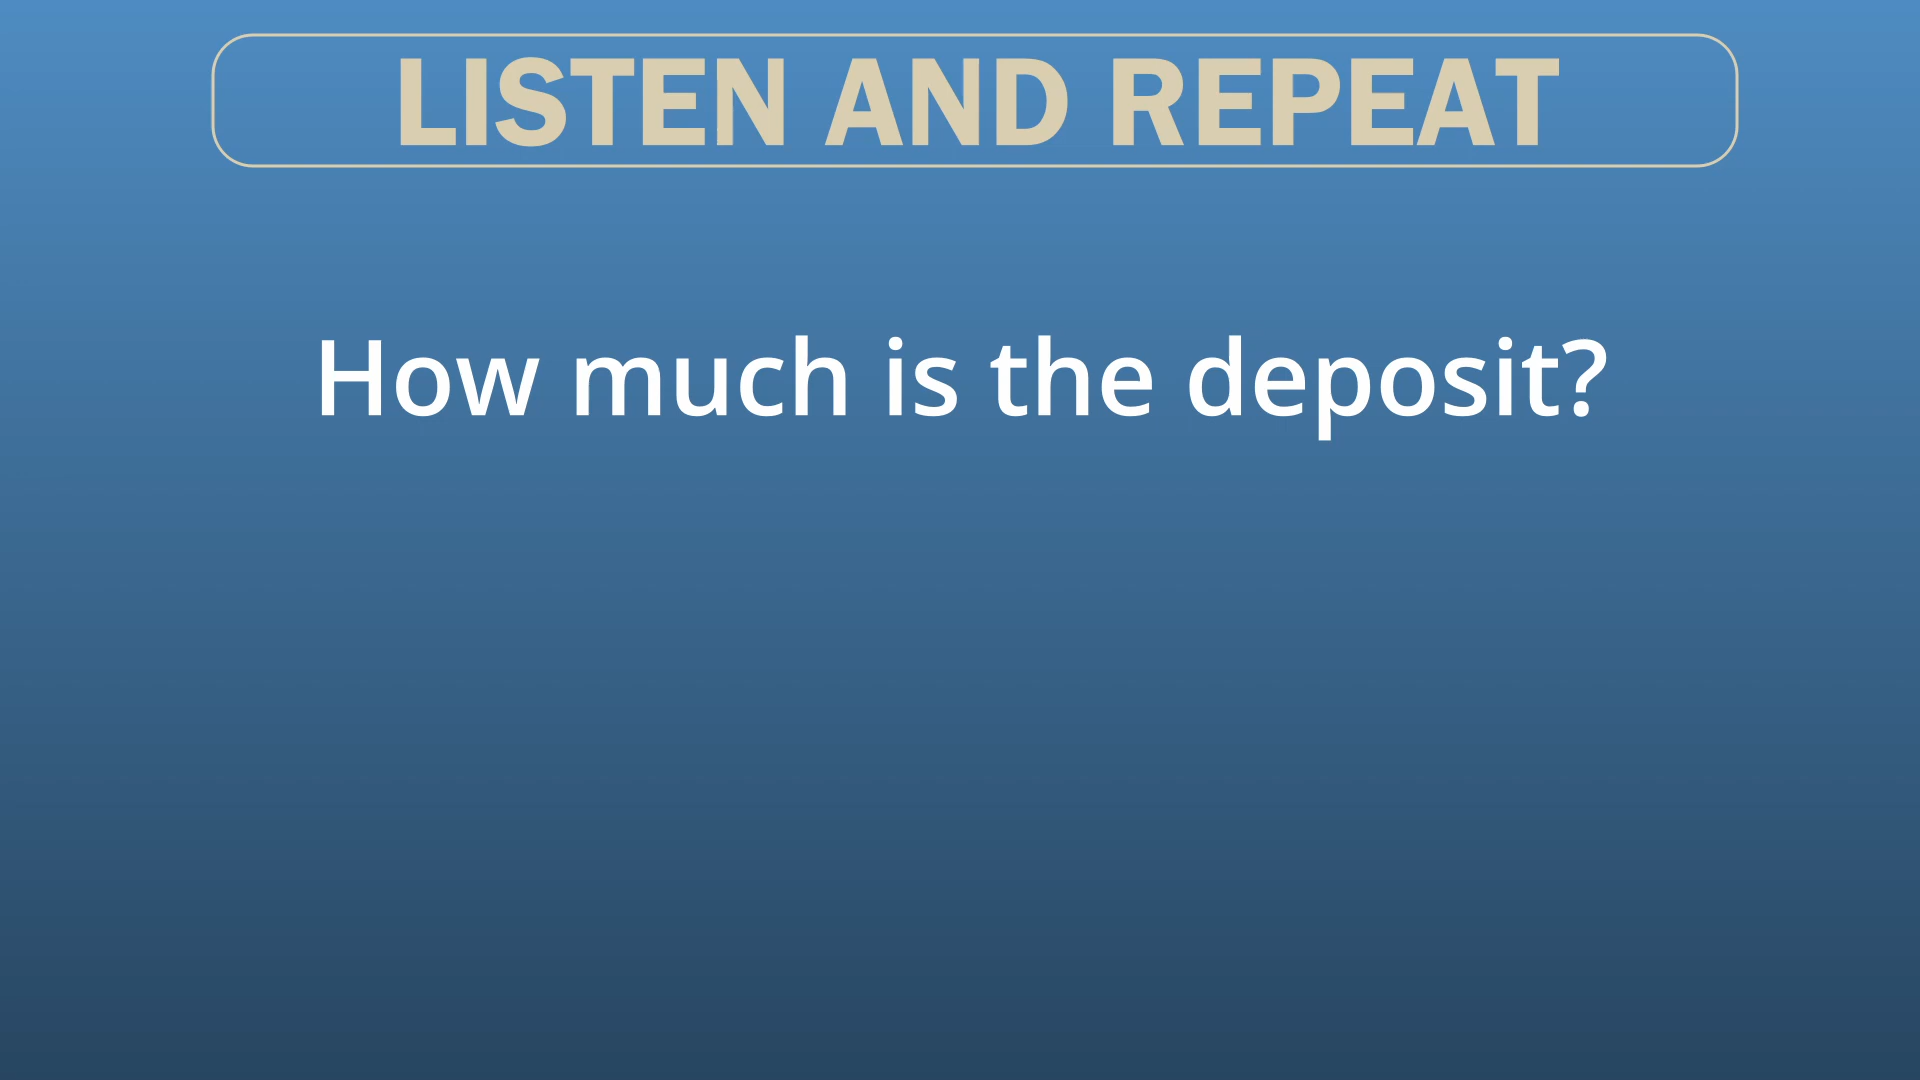 LISTEN AND REPEAT
How much is the deposit?